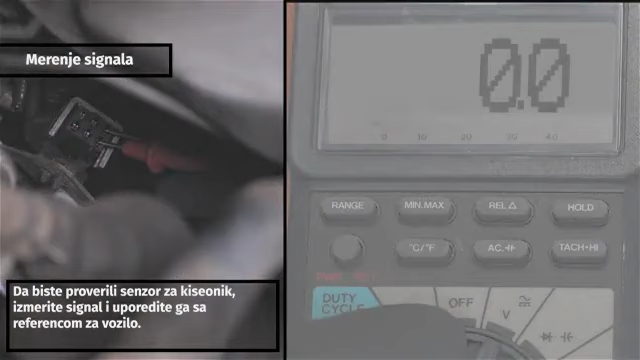 Merenje signala
Da biste proverili senzor za kiseonik,
izmerite signal i uporedite ga sa
referencom za vozilo.
0.0
0 10 20 30 40
RANGE MIN.MAX REL Δ HOLD
°C/°F AC⊣⊢ TACH•HI
DUTY
CYCLE
OFF
V